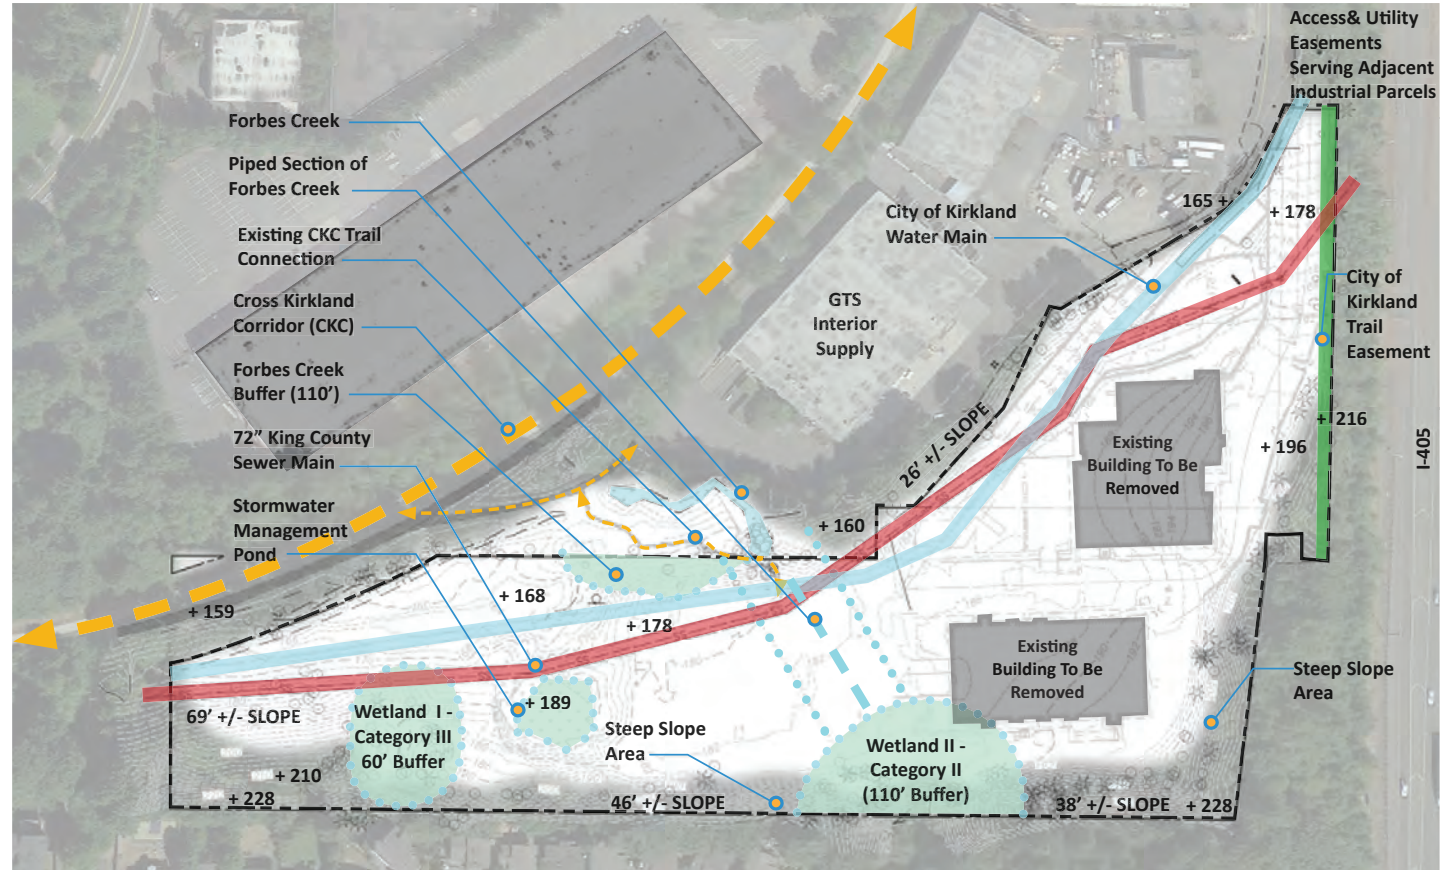 Access& Utility
Easements
Serving Adjacent
Industrial Parcels
Forbes Creek
Piped Section of
Forbes Creek
Existing CKC Trail
Connection
Cross Kirkland
Corridor (CKC)
Forbes Creek
Buffer (110’)
72” King County
Sewer Main
Stormwater
Management
Pond
City of Kirkland
Water Main
GTS
Interior
Supply
165 +
+ 178
City of
Kirkland
Trail
Easement
+ 216
+ 196
I-405
26’ +/- SLOPE
Existing
Building To Be
Removed
+ 160
+ 159
+ 168
+ 178
Existing
Building To Be
Removed
Steep Slope
Area
69’ +/- SLOPE
Wetland I -
Category III
60’ Buffer
+ 189
Steep Slope
Area
Wetland II -
Category II
(110’ Buffer)
+ 210
+ 228
46’ +/- SLOPE
38’ +/- SLOPE
+ 228